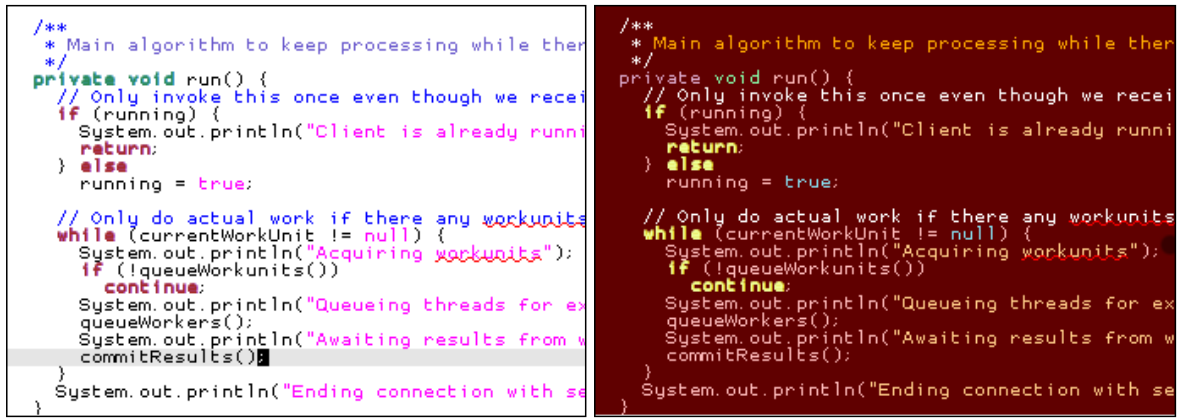 /**
 * Main algorithm to keep processing while ther
 */
private void run() {
  // Only invoke this once even though we recei
  if (running) {
    System.out.println("Client is already runni
    return;
  } else
    running = true;

  // Only do actual work if there any workunits
  while (currentWorkUnit != null) {
    System.out.println("Acquiring workunits");
    if (!queueWorkunits())
      continue;
    System.out.println("Queueing threads for ex
    queueWorkers();
    System.out.println("Awaiting results from w
    commitResults();
  }
  System.out.println("Ending connection with se
}
/**
 * Main algorithm to keep processing while ther
 */
private void run() {
  // Only invoke this once even though we recei
  if (running) {
    System.out.println("Client is already runni
    return;
  } else
    running = true;

  // Only do actual work if there any workunits
  while (currentWorkUnit != null) {
    System.out.println("Acquiring workunits");
    if (!queueWorkunits())
      continue;
    System.out.println("Queueing threads for ex
    queueWorkers();
    System.out.println("Awaiting results from w
    commitResults();
  }
  System.out.println("Ending connection with se
}